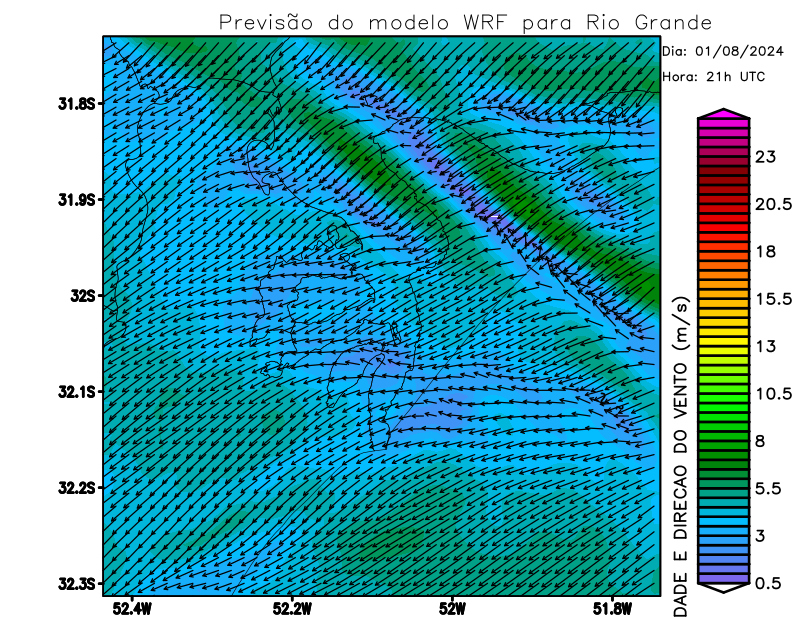 Previsão do modelo WRF para Rio Grande
Dia: 01/08/2024
Hora: 21h UTC
31.8S
31.9S
32S
32.1S
32.2S
32.3S
52.4W
52.2W
52W
51.8W
23
20.5
18
15.5
13
10.5
8
5.5
3
0.5
DADE E DIRECAO DO VENTO (m/s)